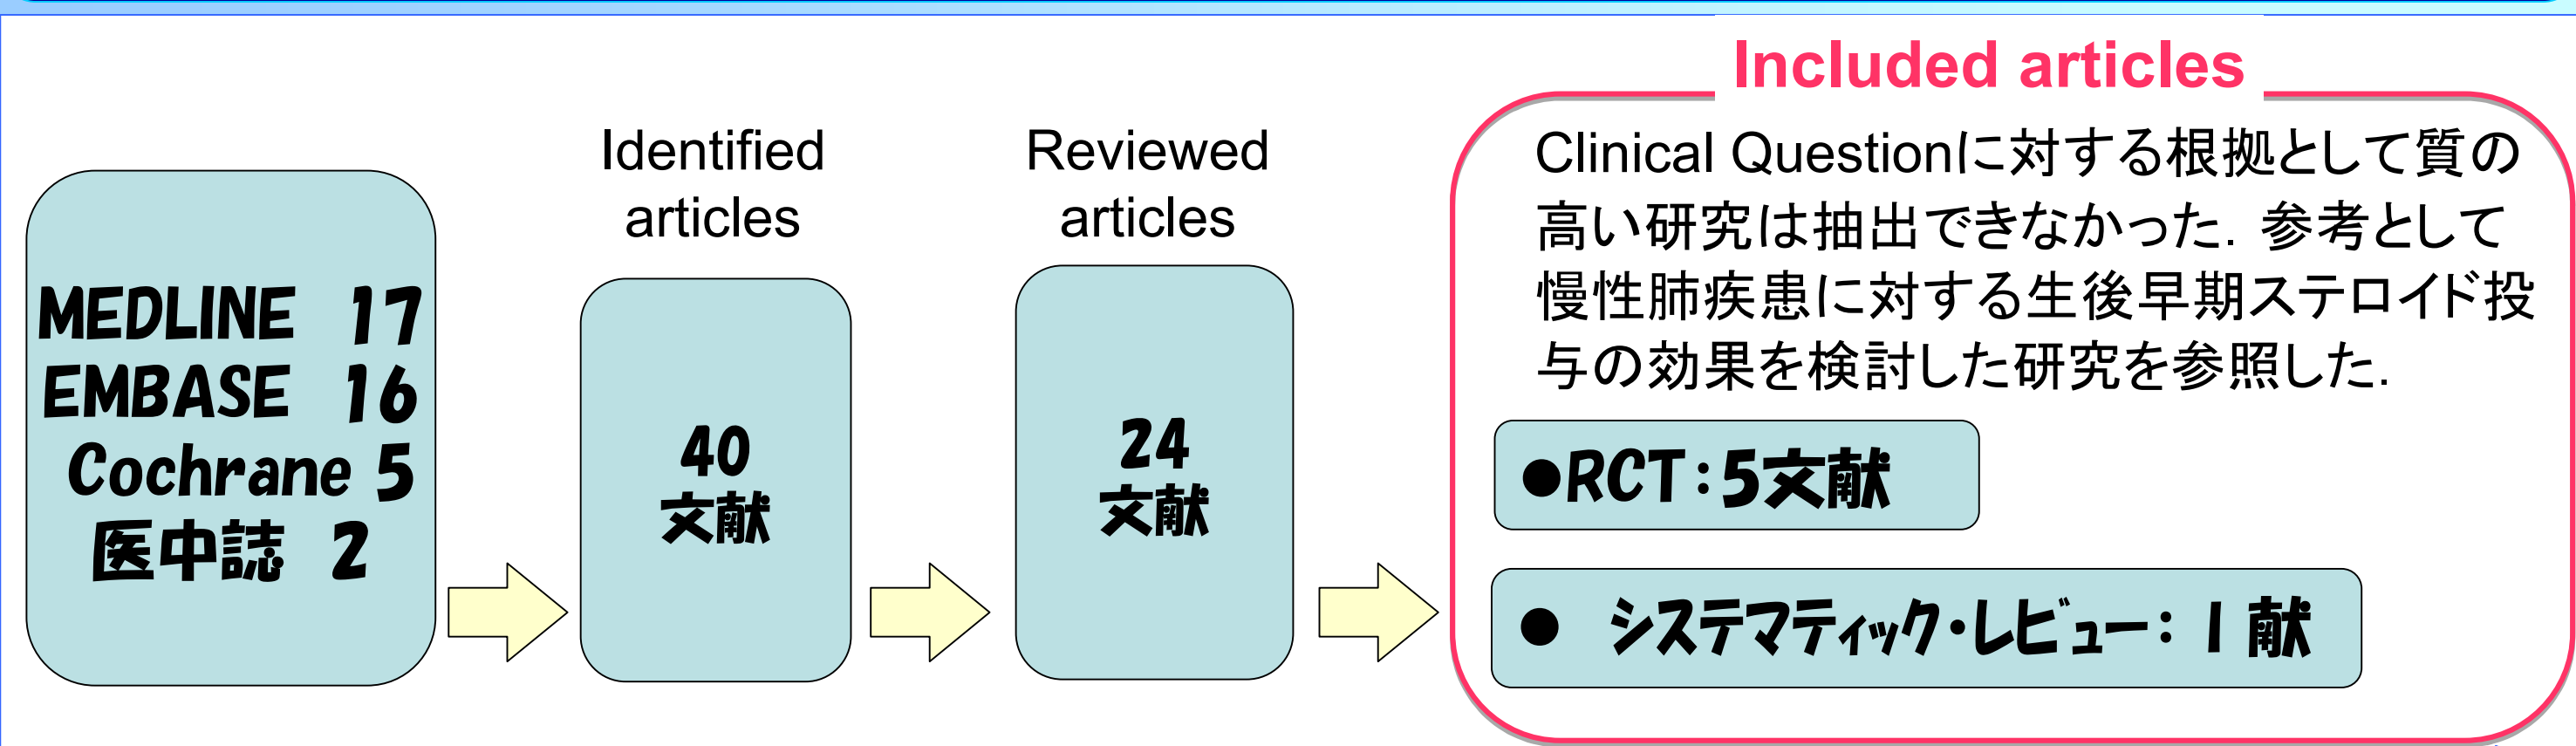 Included articles
Identified
articles
Reviewed
articles
MEDLINE 17
EMBASE 16
Cochrane 5
医中誌 2
40
文献
24
文献
Clinical Questionに対する根拠として質の
高い研究は抽出できなかった. 参考として
慢性肺疾患に対する生後早期ステロイド投
与の効果を検討した研究を参照した.
●RCT:5文献
● システマティック・レビュー: 1 献